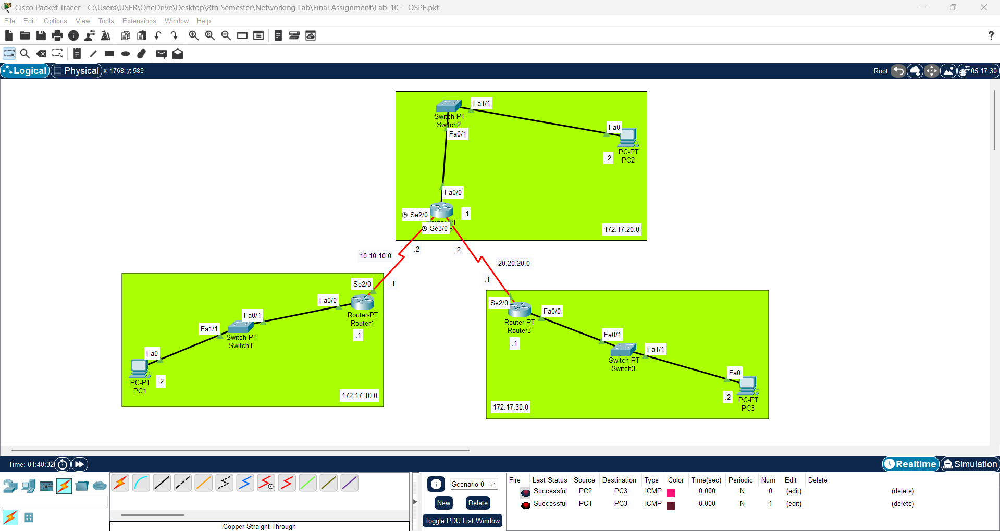 Cisco Packet Tracer - C:\Users\USER\OneDrive\Desktop\8th Semester\Networking Lab\Final Assignment\Lab_10 - OSPF.pkt
File Edit Options View Tools Extensions Window Help
?
Logical Physical x: 1768, y: 589 Root 05:17:30
Fa1/1
Switch-PT
Switch2
Fa0/1
Fa0
PC-PT
PC2
.2
Fa0/0
Se2/0
.1
Se3/0
172.17.20.0
.2
.2
10.10.10.0
20.20.20.0
.1
.1
Se2/0
Fa0/0
Router-PT
Router1
.1
Fa0/1
Fa1/1
Switch-PT
Switch1
Fa0
PC-PT
PC1
.2
172.17.10.0
Se2/0
Fa0/0
Router-PT
Router3
.1
Fa0/1
Fa1/1
Switch-PT
Switch3
Fa0
PC-PT
PC3
.2
172.17.30.0
Time: 01:40:32 Realtime Simulation
Copper Straight-Through
Scenario 0
New Delete
Toggle PDU List Window
Fire Last Status Source Destination Type Color Time(sec) Periodic Num Edit Delete
Successful PC2 PC3 ICMP 0.000 N 0 (edit) (delete)
Successful PC1 PC3 ICMP 0.000 N 1 (edit) (delete)